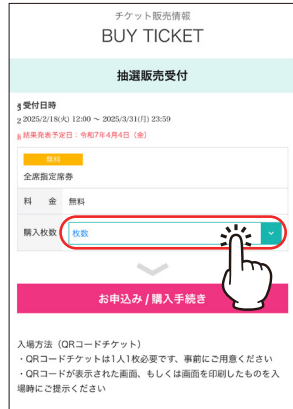 チケット販売情報
BUY TICKET
抽選販売受付
受付日時
2025/2/18(火) 12:00 ～ 2025/3/31(月) 23:59
結果発表予定日：令和7年4月4日（金）
無料
全席指定席券
料　金 無料
購入枚数 枚数
お申込み / 購入手続き
入場方法（QRコードチケット）
・QRコードチケットは1人1枚必要です、事前にご用意ください
・QRコードが表示された画面、もしくは画面を印刷したものを入
場時にご提示ください